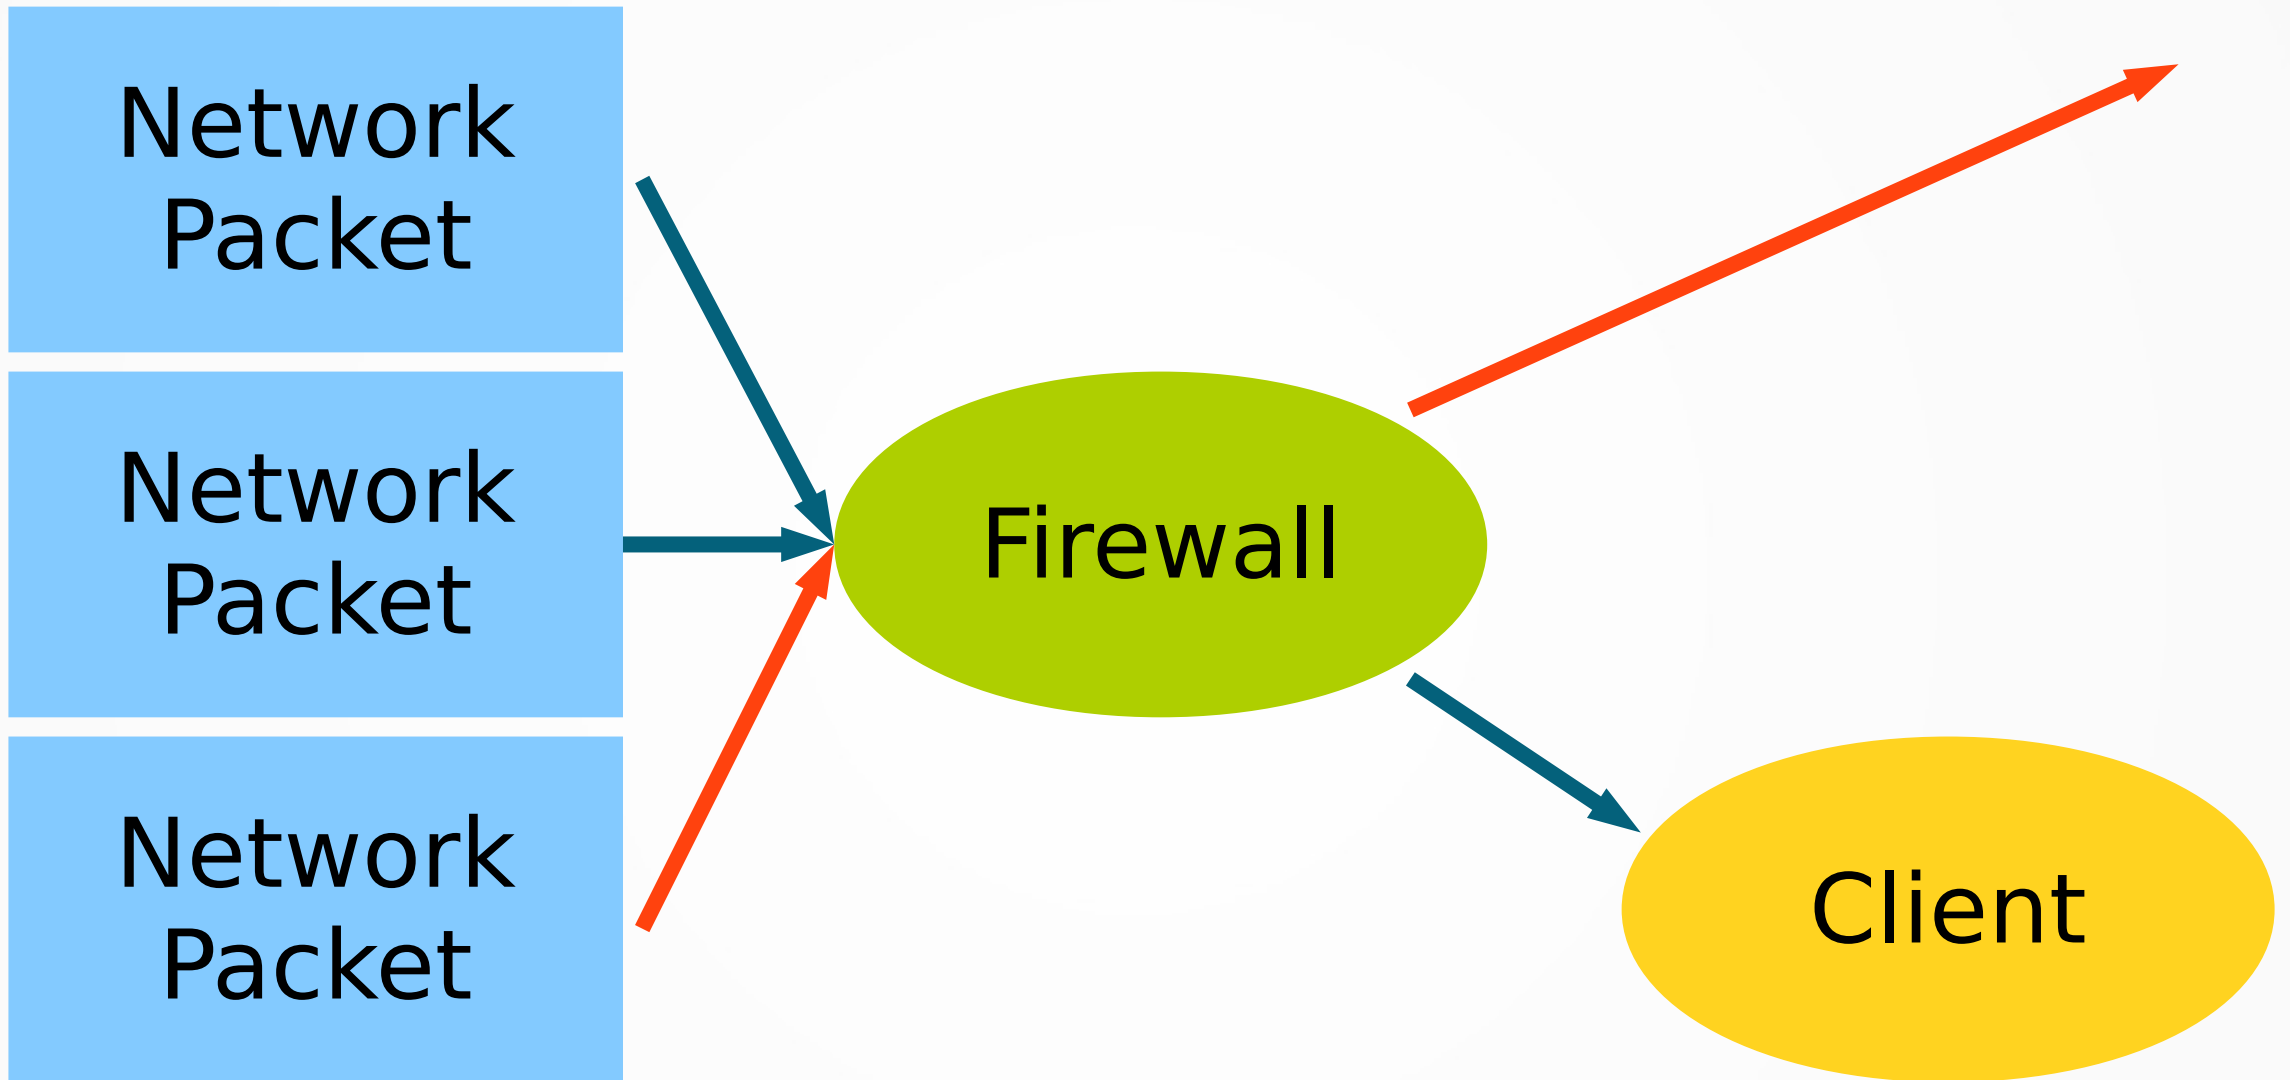 Network
Packet
Network
Packet
Network
Packet
Firewall
Client